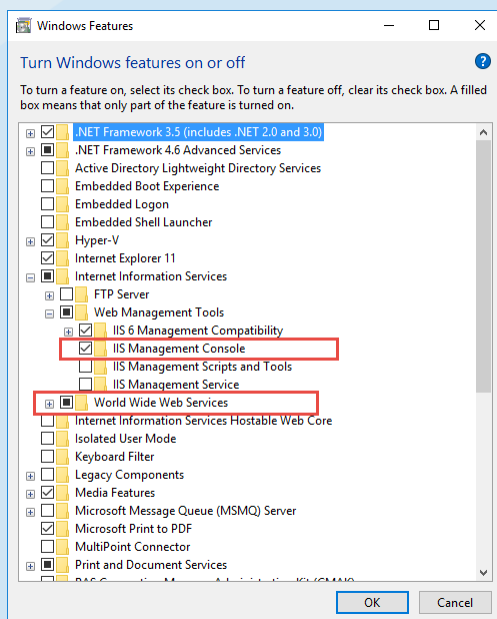 Windows Features
Turn Windows features on or off
?
To turn a feature on, select its check box. To turn a feature off, clear its check box. A filled
box means that only part of the feature is turned on.
.NET Framework 3.5 (includes .NET 2.0 and 3.0)
.NET Framework 4.6 Advanced Services
Active Directory Lightweight Directory Services
Embedded Boot Experience
Embedded Logon
Embedded Shell Launcher
Hyper-V
Internet Explorer 11
Internet Information Services
FTP Server
Web Management Tools
IIS 6 Management Compatibility
IIS Management Console
IIS Management Scripts and Tools
IIS Management Service
World Wide Web Services
Internet Information Services Hostable Web Core
Isolated User Mode
Keyboard Filter
Legacy Components
Media Features
Microsoft Message Queue (MSMQ) Server
Microsoft Print to PDF
MultiPoint Connector
Print and Document Services
RAS Connection Manager Administration Kit (CMAK)
OK Cancel